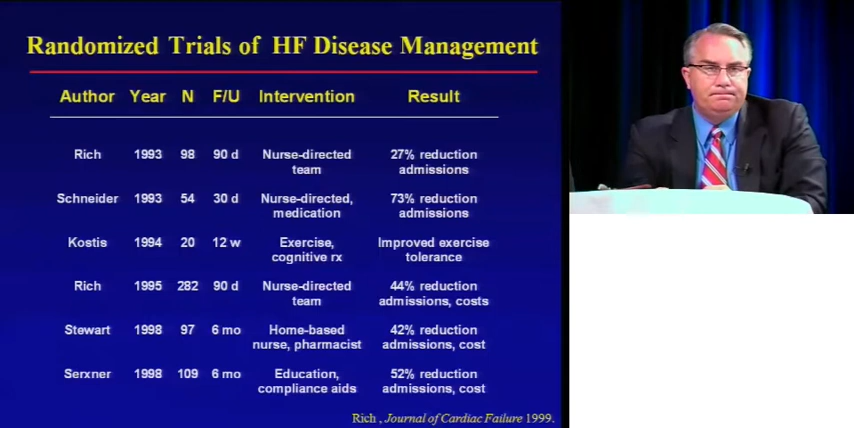 Randomized Trials of HF Disease Management
Author Year N F/U Intervention Result
Rich 1993 98 90 d Nurse-directed 27% reduction
team admissions
Schneider 1993 54 30 d Nurse-directed, 73% reduction
medication admissions
Kostis 1994 20 12 w Exercise, Improved exercise
cognitive rx tolerance
Rich 1995 282 90 d Nurse-directed 44% reduction
team admissions, costs
Stewart 1998 97 6 mo Home-based 42% reduction
nurse, pharmacist admissions, cost
Serxner 1998 109 6 mo Education, 52% reduction
compliance aids admissions, cost
Rich , Journal of Cardiac Failure 1999.